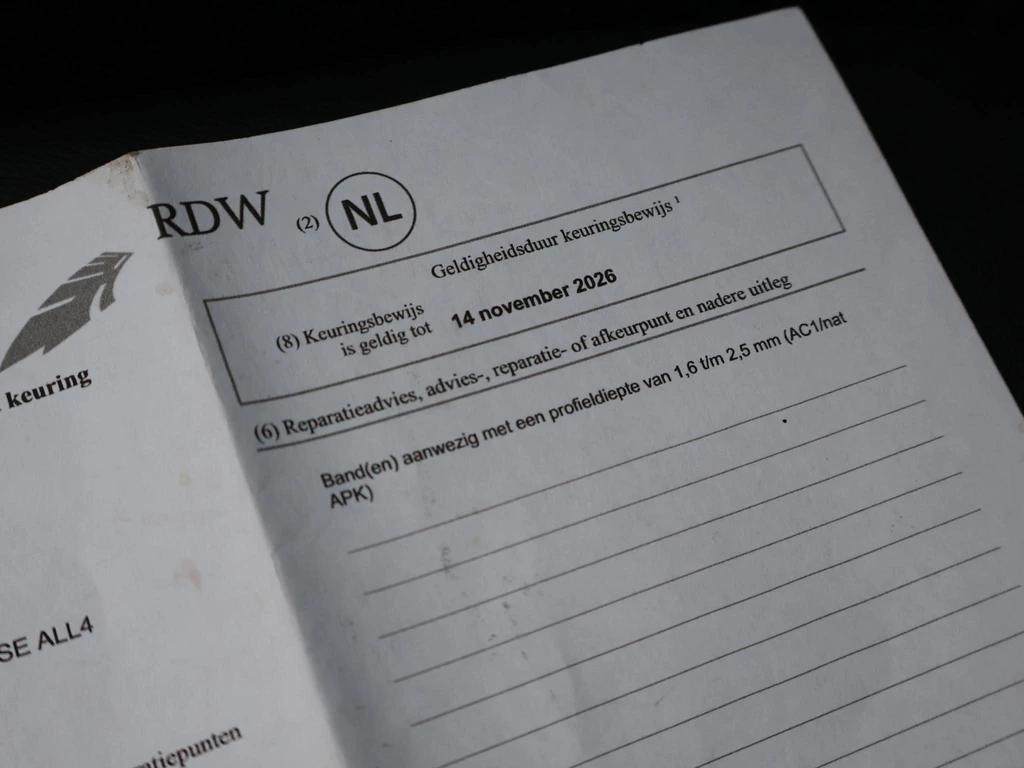 RDW (2) NL
Geldigheidsduur keuringsbewijs ¹
(8) Keuringsbewijs
is geldig tot 14 november 2026
(6) Reparatieadvies, advies-, reparatie- of afkeurpunt en nadere uitleg
Band(en) aanwezig met een profieldiepte van 1,6 t/m 2,5 mm (AC1/nat
APK)
keuring
SE ALL4
tiepunten